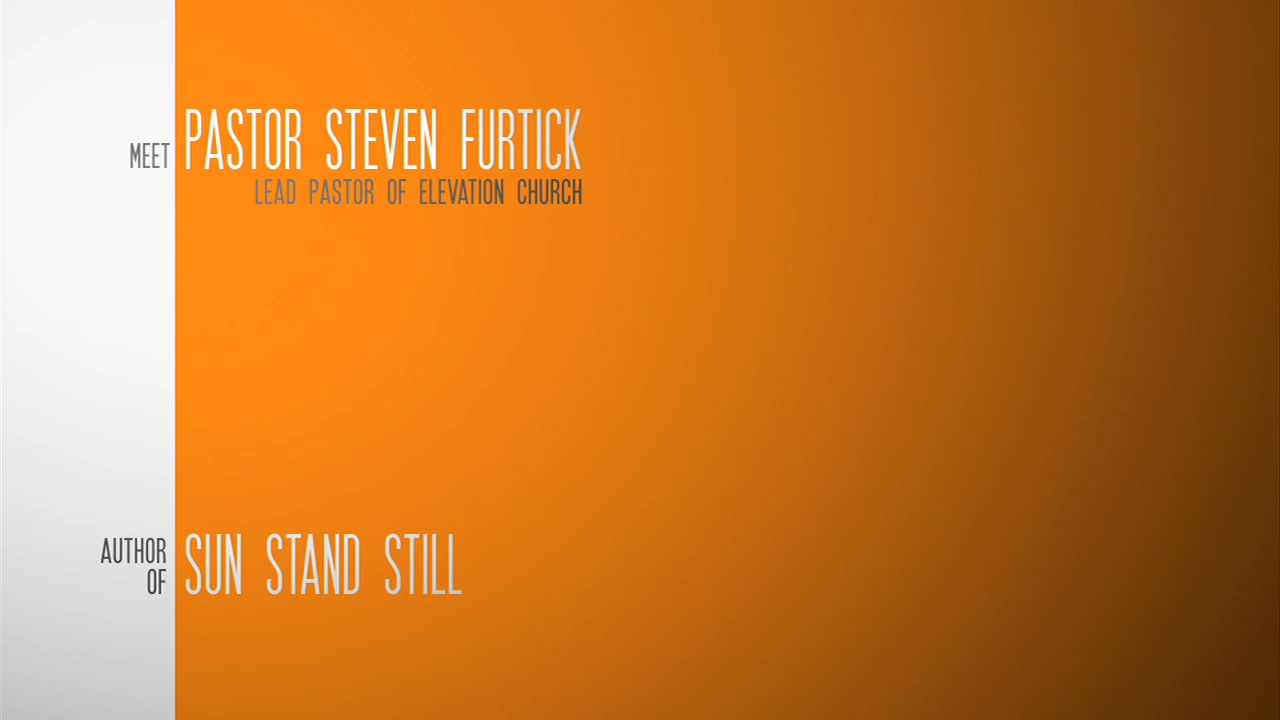 MEET PASTOR STEVEN FURTICK
LEAD PASTOR OF ELEVATION CHURCH
AUTHOR
OF
SUN STAND STILL